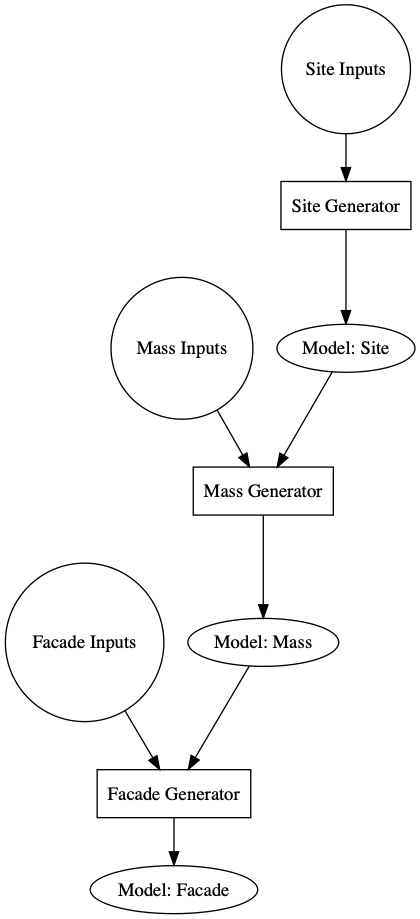 Site Inputs
Site Generator
Mass Inputs
Model: Site
Mass Generator
Facade Inputs
Model: Mass
Facade Generator
Model: Facade